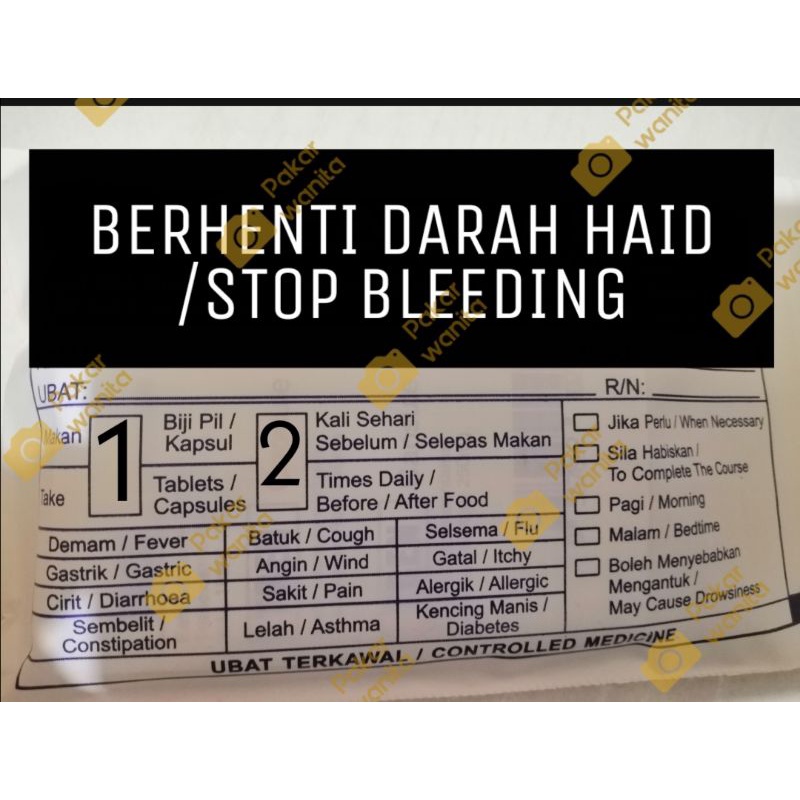 BERHENTI DARAH HAID
/STOP BLEEDING
UBAT:
R/N:
Makan
1
Biji Pil /
Kapsul
2
Kali Sehari
Sebelum / Selepas Makan
Take
Tablets /
Capsules
Times Daily /
Before / After Food
Jika Perlu / When Necessary
Sila Habiskan /
To Complete The Course
Pagi / Morning
Malam / Bedtime
Boleh Menyebabkan
Mengantuk /
May Cause Drowsiness
Demam / Fever
Batuk / Cough
Selsema / Flu
Gastrik / Gastric
Angin / Wind
Gatal / Itchy
Cirit / Diarrhoea
Sakit / Pain
Alergik / Allergic
Sembelit /
Constipation
Lelah / Asthma
Kencing Manis /
Diabetes
UBAT TERKAWAL / CONTROLLED MEDICINE
Pakar
wanita